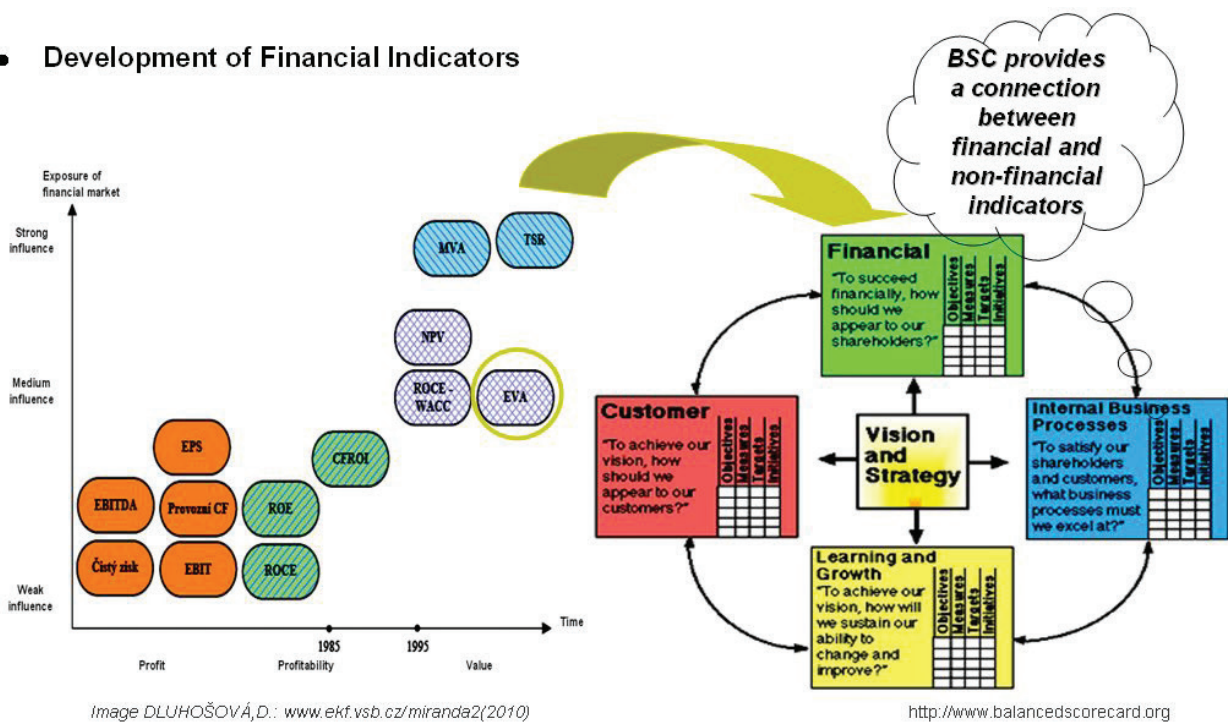 • Development of Financial Indicators
BSC provides
a connection
between
financial and
non-financial
indicators
Exposure of
financial market
Strong
influence
Medium
influence
Weak
influence
MVA
TSR
NPV
ROCE -
WACC
EVA
EPS
CFROI
EBITDA
Provozní CF
ROE
Čistý zisk
EBIT
ROCE
Time
1985
1995
Profit
Profitability
Value
Financial
"To succeed
financially, how
should we
appear to our
shareholders?"
Objectives
Measures
Targets
Initiatives
Customer
"To achieve our
vision, how
should we
appear to our
customers?"
Objectives
Measures
Targets
Initiatives
Vision
and
Strategy
Internal Business
Processes
"To satisfy our
shareholders
and customers,
what business
processes must
we excel at?"
Objectives
Measures
Targets
Initiatives
Learning and
Growth
"To achieve our
vision, how will
we sustain our
ability to
change and
improve?"
Objectives
Measures
Targets
Initiatives
Image DLUHOŠOVÁ,D.: www.ekf.vsb.cz/miranda2(2010)
http://www.balancedscorecard.org